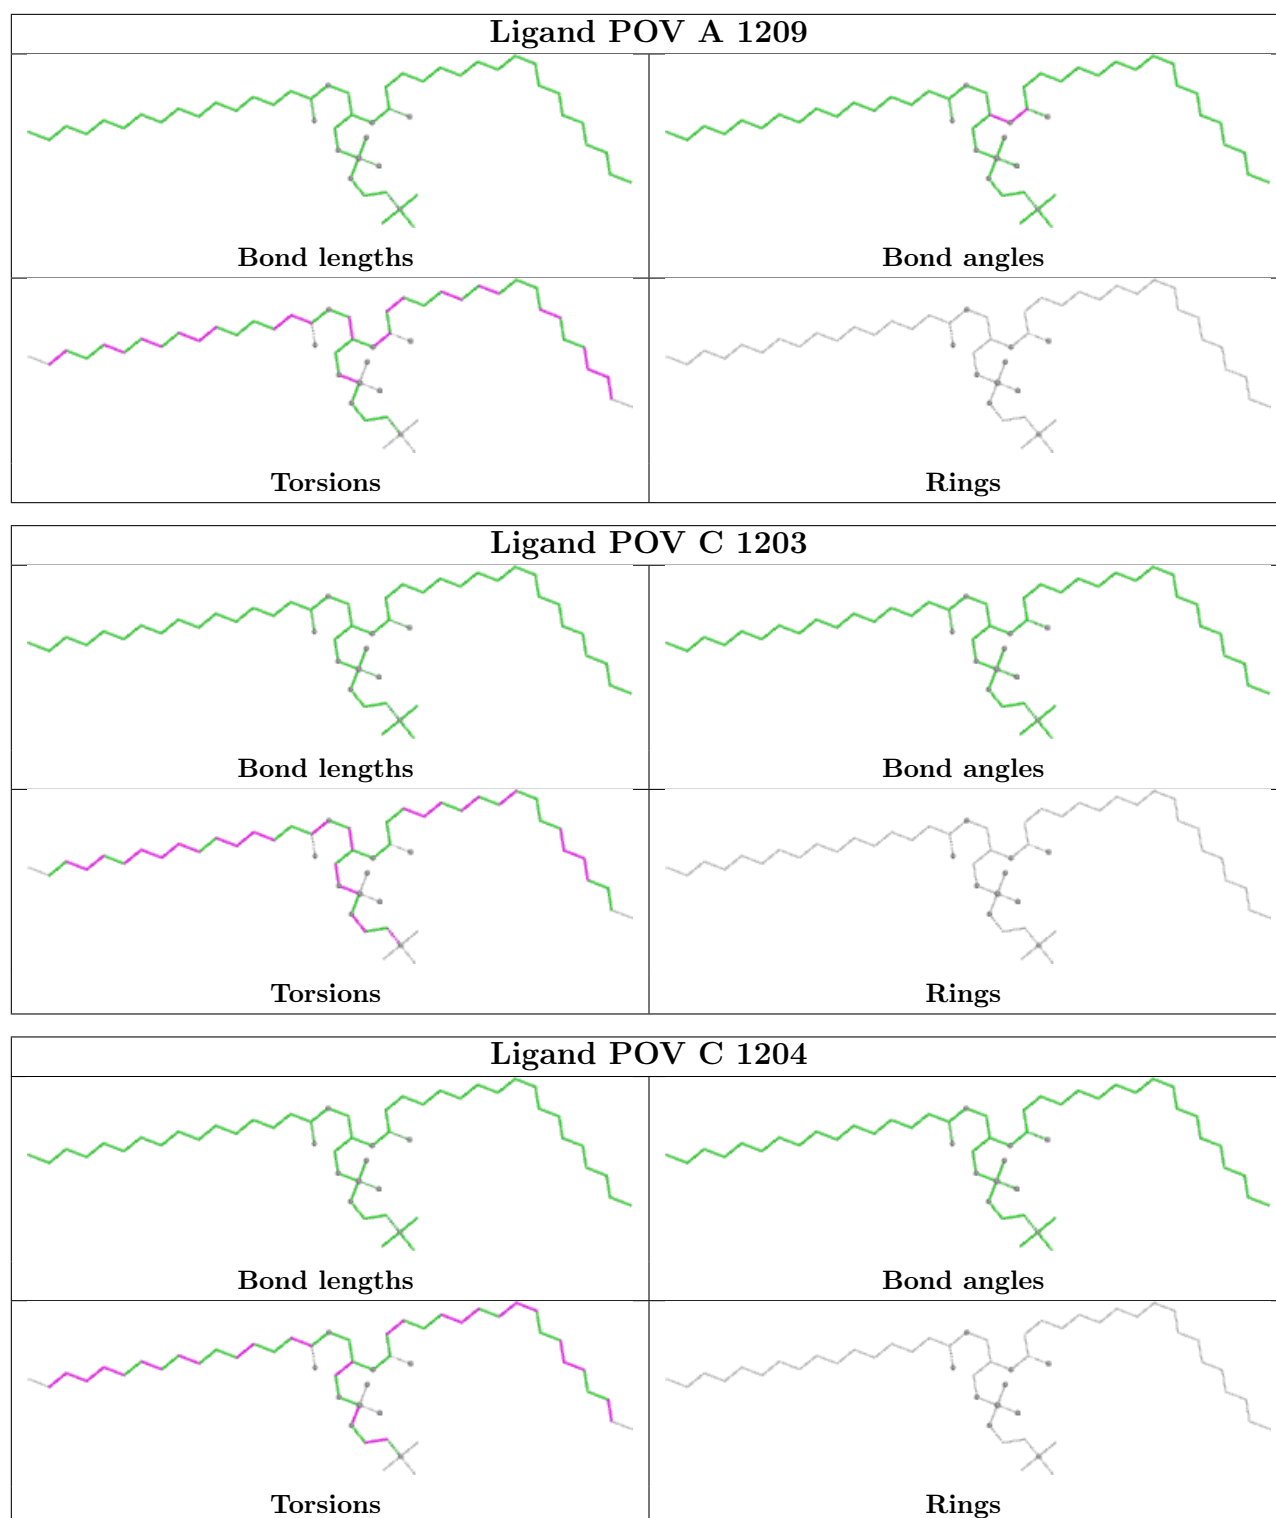 Ligand POV A 1209
Bond lengths
Bond angles
Torsions
Rings
Ligand POV C 1203
Bond lengths
Bond angles
Torsions
Rings
Ligand POV C 1204
Bond lengths
Bond angles
Torsions
Rings